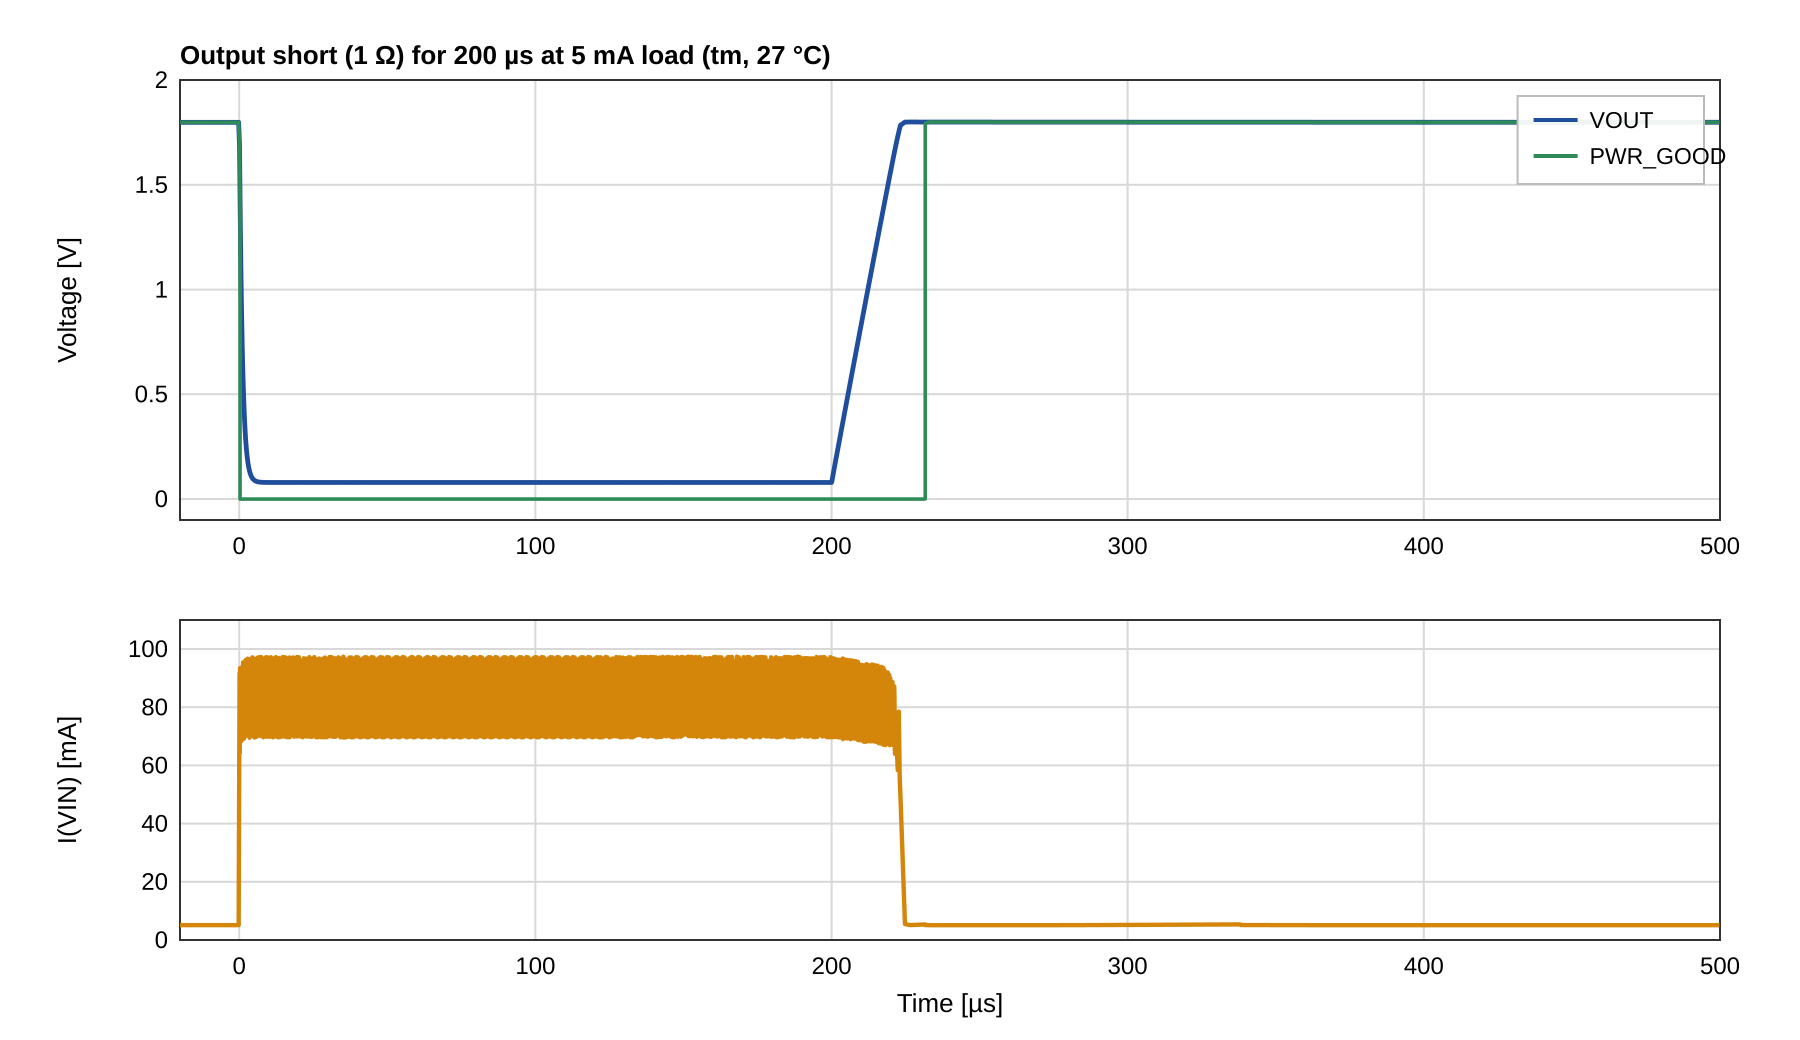 Output short (1 Ω) for 200 µs at 5 mA load (tm, 27 °C)
2
1.5
1
0.5
0
Voltage [V]
VOUT
PWR_GOOD
0 100 200 300 400 500
100
80
60
40
20
0
I(VIN) [mA]
0 100 200 300 400 500
Time [µs]